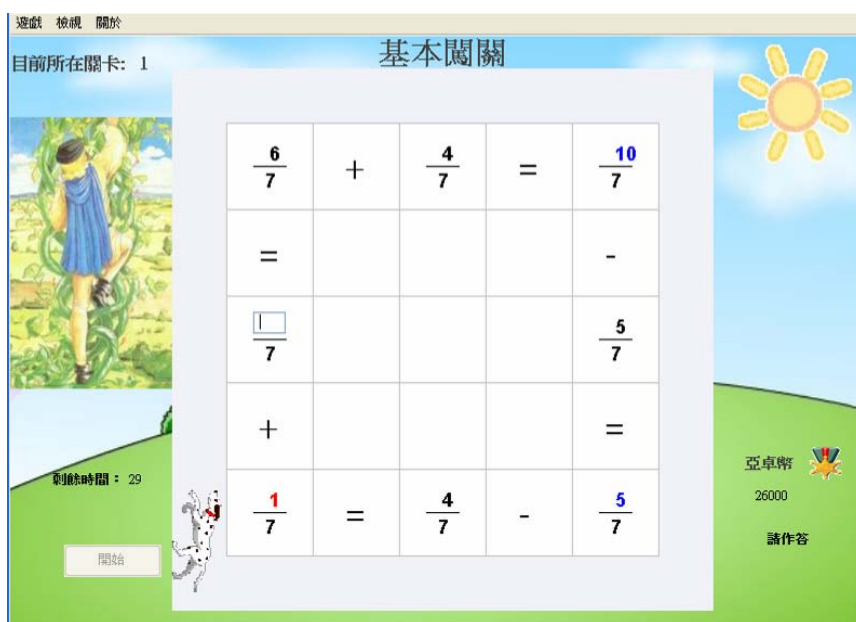 遊戲 檢視 關於
目前所在關卡: 1
基本闖關
6/7 + 4/7 = 10/7
= -
/7 5/7
+ =
1/7 = 4/7 - 5/7
剩餘時間: 29
開始
亞卓幣
26000
請作答